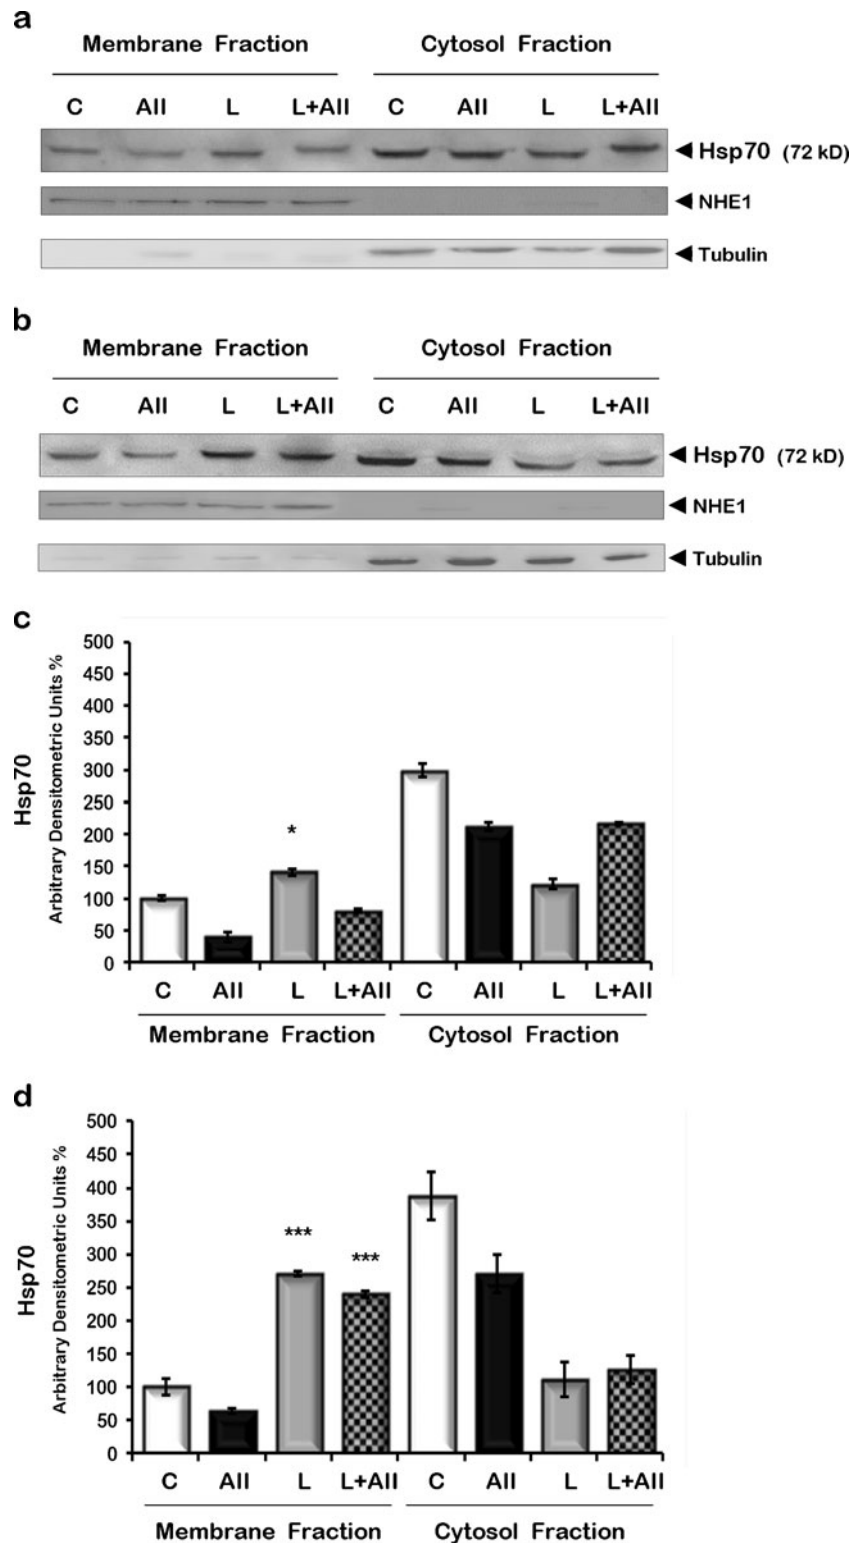 a
Membrane Fraction Cytosol Fraction
C AII L L+AII C AII L L+AII
Hsp70 (72 kD)
NHE1
Tubulin
b
Membrane Fraction Cytosol Fraction
C AII L L+AII C AII L L+AII
Hsp70 (72 kD)
NHE1
Tubulin
c
Hsp70
Arbitrary Densitometric Units %
500
450
400
350
300
250
200
150
100
50
0
*
C AII L L+AII C AII L L+AII
Membrane Fraction Cytosol Fraction
d
Hsp70
Arbitrary Densitometric Units %
500
450
400
350
300
250
200
150
100
50
0
***
***
C AII L L+AII C AII L L+AII
Membrane Fraction Cytosol Fraction